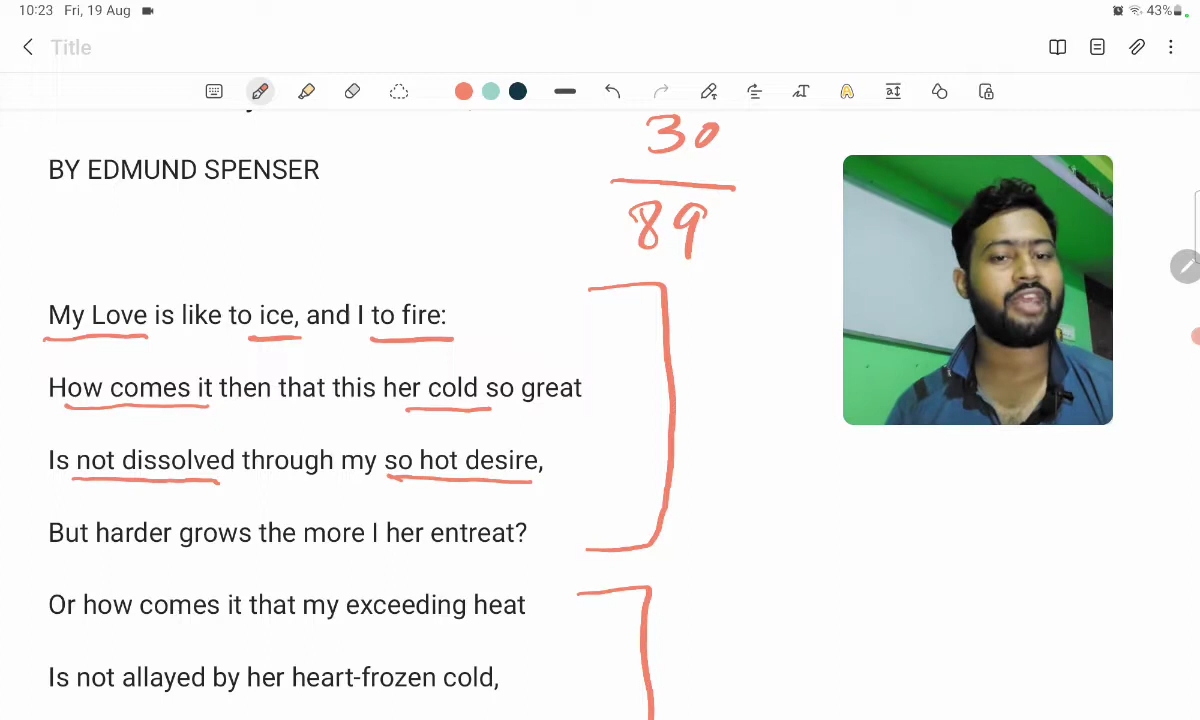 10:23 Fri, 19 Aug 43%
Title
30
BY EDMUND SPENSER
89
My Love is like to ice, and I to fire:
How comes it then that this her cold so great
Is not dissolved through my so hot desire,
But harder grows the more I her entreat?
Or how comes it that my exceeding heat
Is not allayed by her heart-frozen cold,